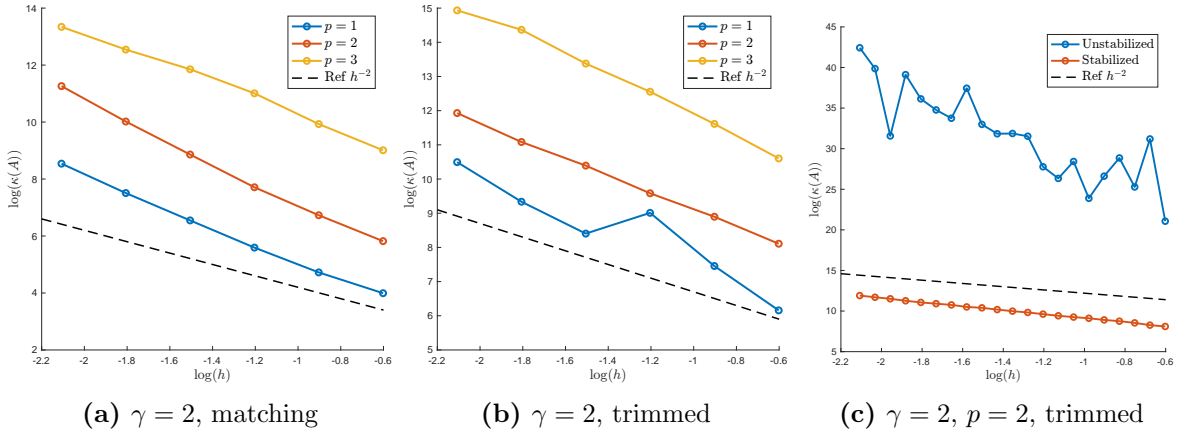 14
12
10
8
6
4
2
log(κ(A))
-2.2 -2 -1.8 -1.6 -1.4 -1.2 -1 -0.8 -0.6
log(h)
p = 1
p = 2
p = 3
Ref h⁻²
(a) γ = 2, matching
15
14
13
12
11
10
9
8
7
6
5
log(κ(A))
-2.2 -2 -1.8 -1.6 -1.4 -1.2 -1 -0.8 -0.6
log(h)
p = 1
p = 2
p = 3
Ref h⁻²
(b) γ = 2, trimmed
45
40
35
30
25
20
15
10
5
log(κ(A))
-2.2 -2 -1.8 -1.6 -1.4 -1.2 -1 -0.8 -0.6
log(h)
Unstabilized
Stabilized
Ref h⁻²
(c) γ = 2, p = 2, trimmed